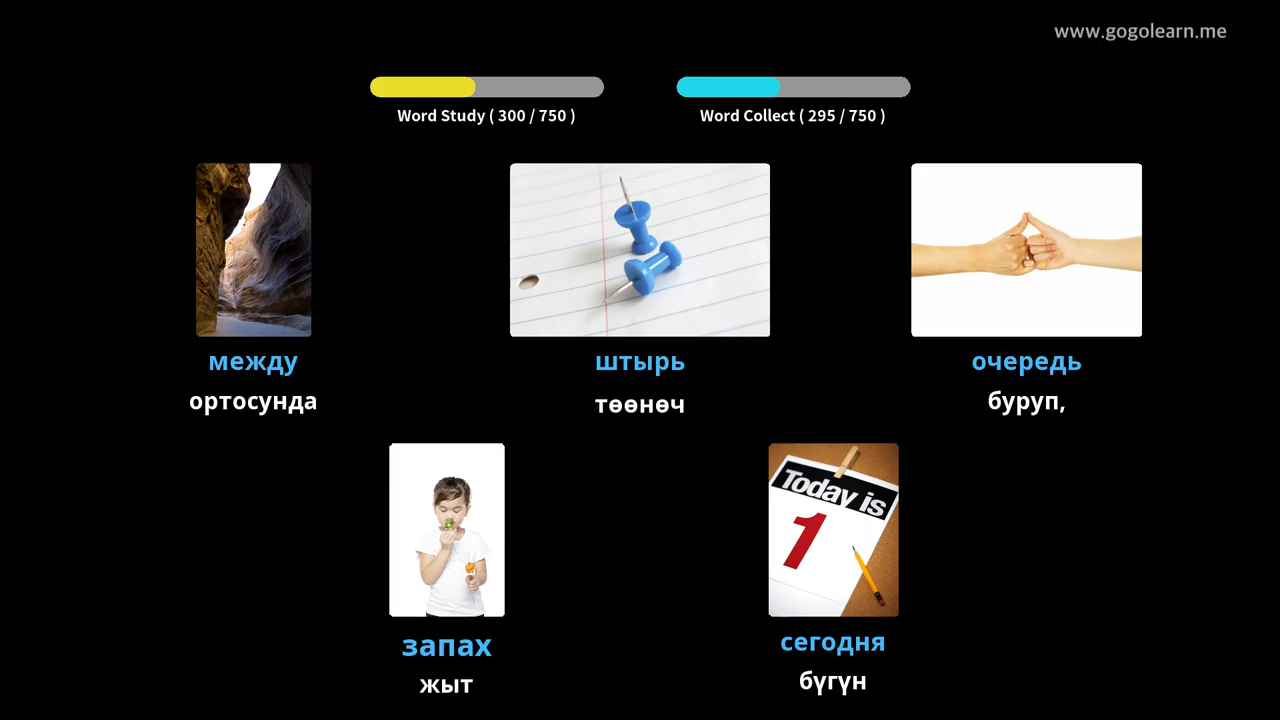 www.gogolearn.me
Word Study ( 300 / 750 )
Word Collect ( 295 / 750 )
между
ортосунда
штырь
төөнөч
очередь
буруп,
Today is
1
запах
жыт
сегодня
бүгүн